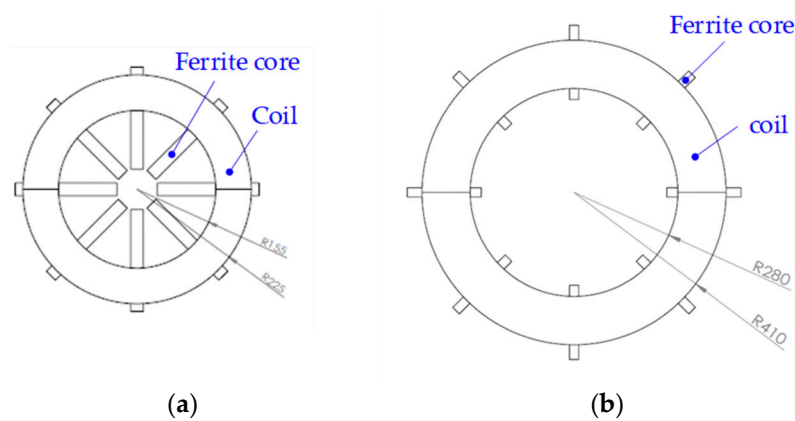 Ferrite core
Coil
R155
R225
(a)
Ferrite core
coil
R280
R410
(b)